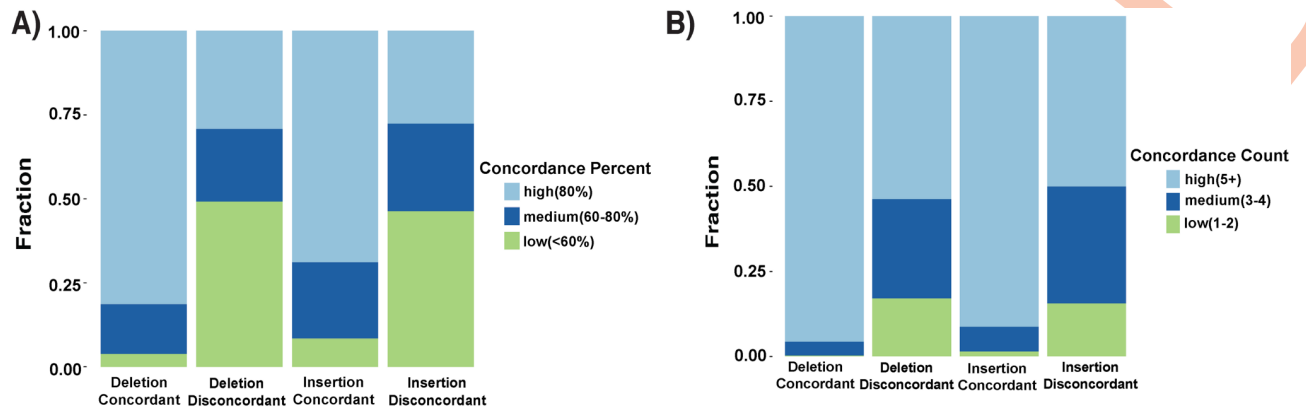 A)
1.00
0.75
0.50
0.25
0.00
Fraction
Deletion
Concordant
Deletion
Disconcordant
Insertion
Concordant
Insertion
Disconcordant
Concordance Percent
high(80%)
medium(60-80%)
low(<60%)
B)
1.00
0.75
0.50
0.25
0.00
Fraction
Deletion
Concordant
Deletion
Disconcordant
Insertion
Concordant
Insertion
Disconcordant
Concordance Count
high(5+)
medium(3-4)
low(1-2)